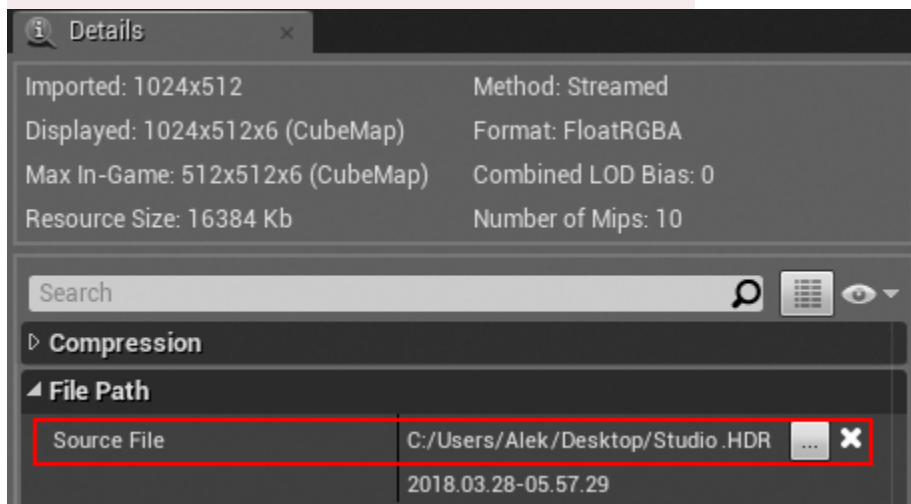 Details
Imported: 1024x512
Method: Streamed
Displayed: 1024x512x6 (CubeMap)
Format: FloatRGBA
Max In-Game: 512x512x6 (CubeMap)
Combined LOD Bias: 0
Resource Size: 16384 Kb
Number of Mips: 10
Search
Compression
File Path
Source File
C:/Users/Alek/Desktop/Studio.HDR
...
2018.03.28-05.57.29